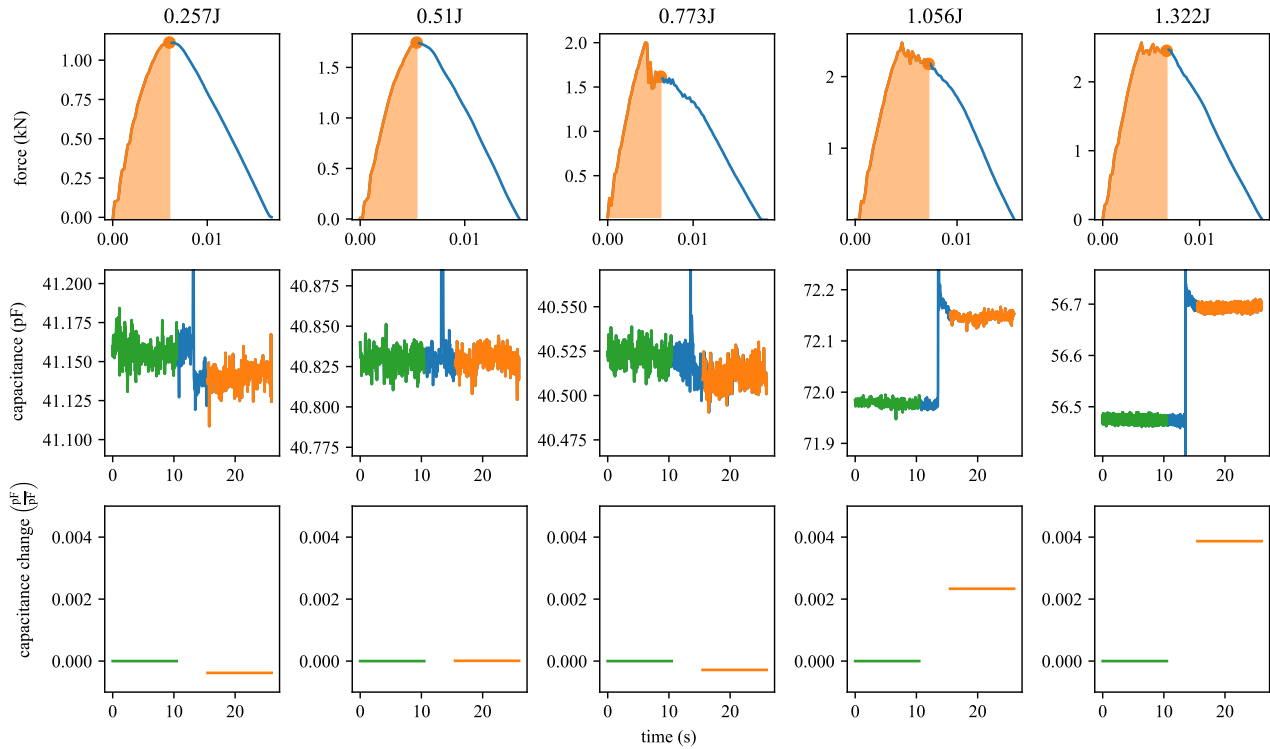 0.257J 0.51J 0.773J 1.056J 1.322J
force (kN)
1.00 0.75 0.50 0.25 0.00
1.5 1.0 0.5 0.0
2.0 1.5 1.0 0.5
2 1
2 1 0
0.00 0.01 0.00 0.01 0.00 0.01 0.00 0.01 0.00 0.01
capacitance (pF)
41.200 41.175 41.150 41.125 41.100
40.875 40.850 40.825 40.800 40.775
40.550 40.525 40.500 40.475
72.2 72.1 72.0 71.9
56.7 56.6 56.5
0 10 20 0 10 20 0 10 20 0 10 20 0 10 20
capacitance change (pF/pF)
0.004 0.002 0.000
0.004 0.002 0.000
0.004 0.002 0.000
0.004 0.002 0.000
0.004 0.002 0.000
0 10 20 0 10 20 0 10 20 0 10 20 0 10 20
time (s)